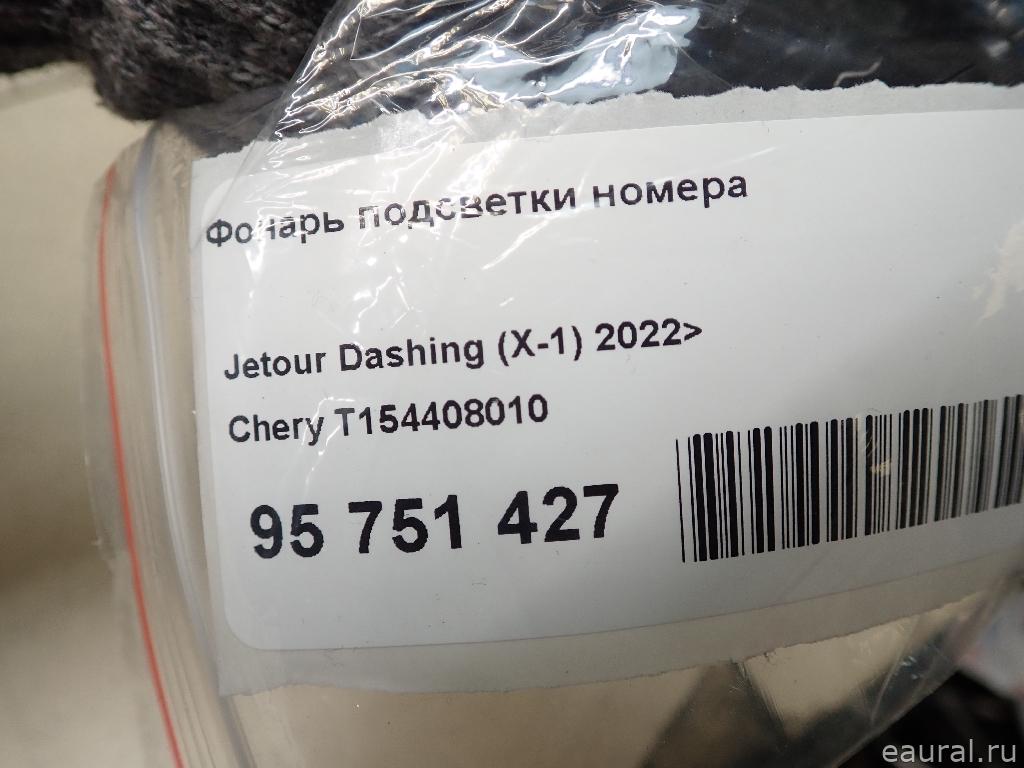 Фонарь подсветки номера
Jetour Dashing (X-1) 2022>
Chery T154408010
95 751 427
eaural.ru